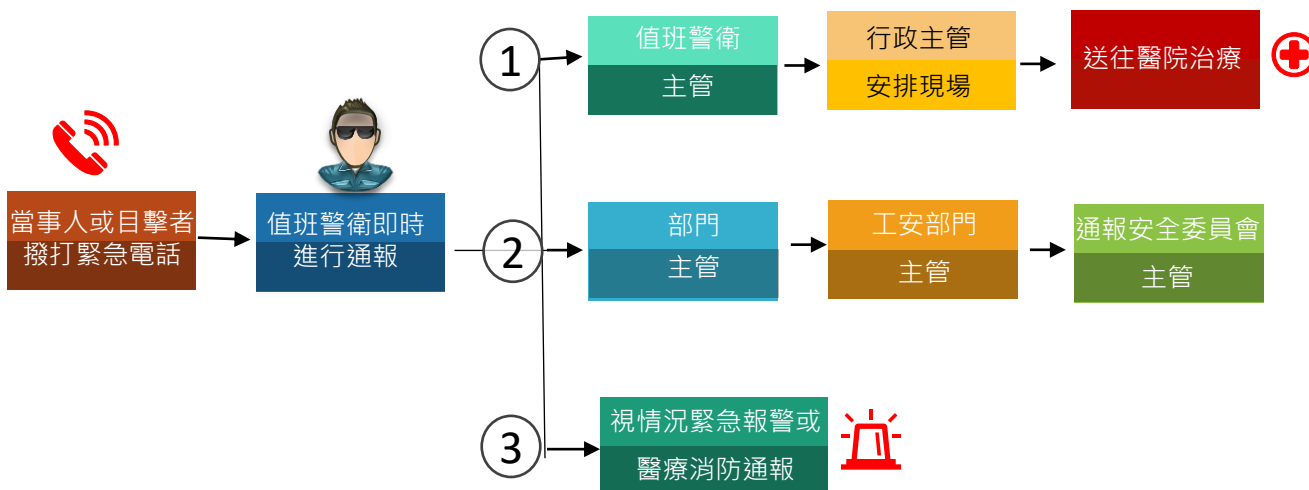 當事人或目擊者
撥打緊急電話
值班警衛即時
進行通報
1
值班警衛
主管
行政主管
安排現場
送往醫院治療
2
部門
主管
工安部門
主管
通報安全委員會
主管
3
視情況緊急報警或
醫療消防通報